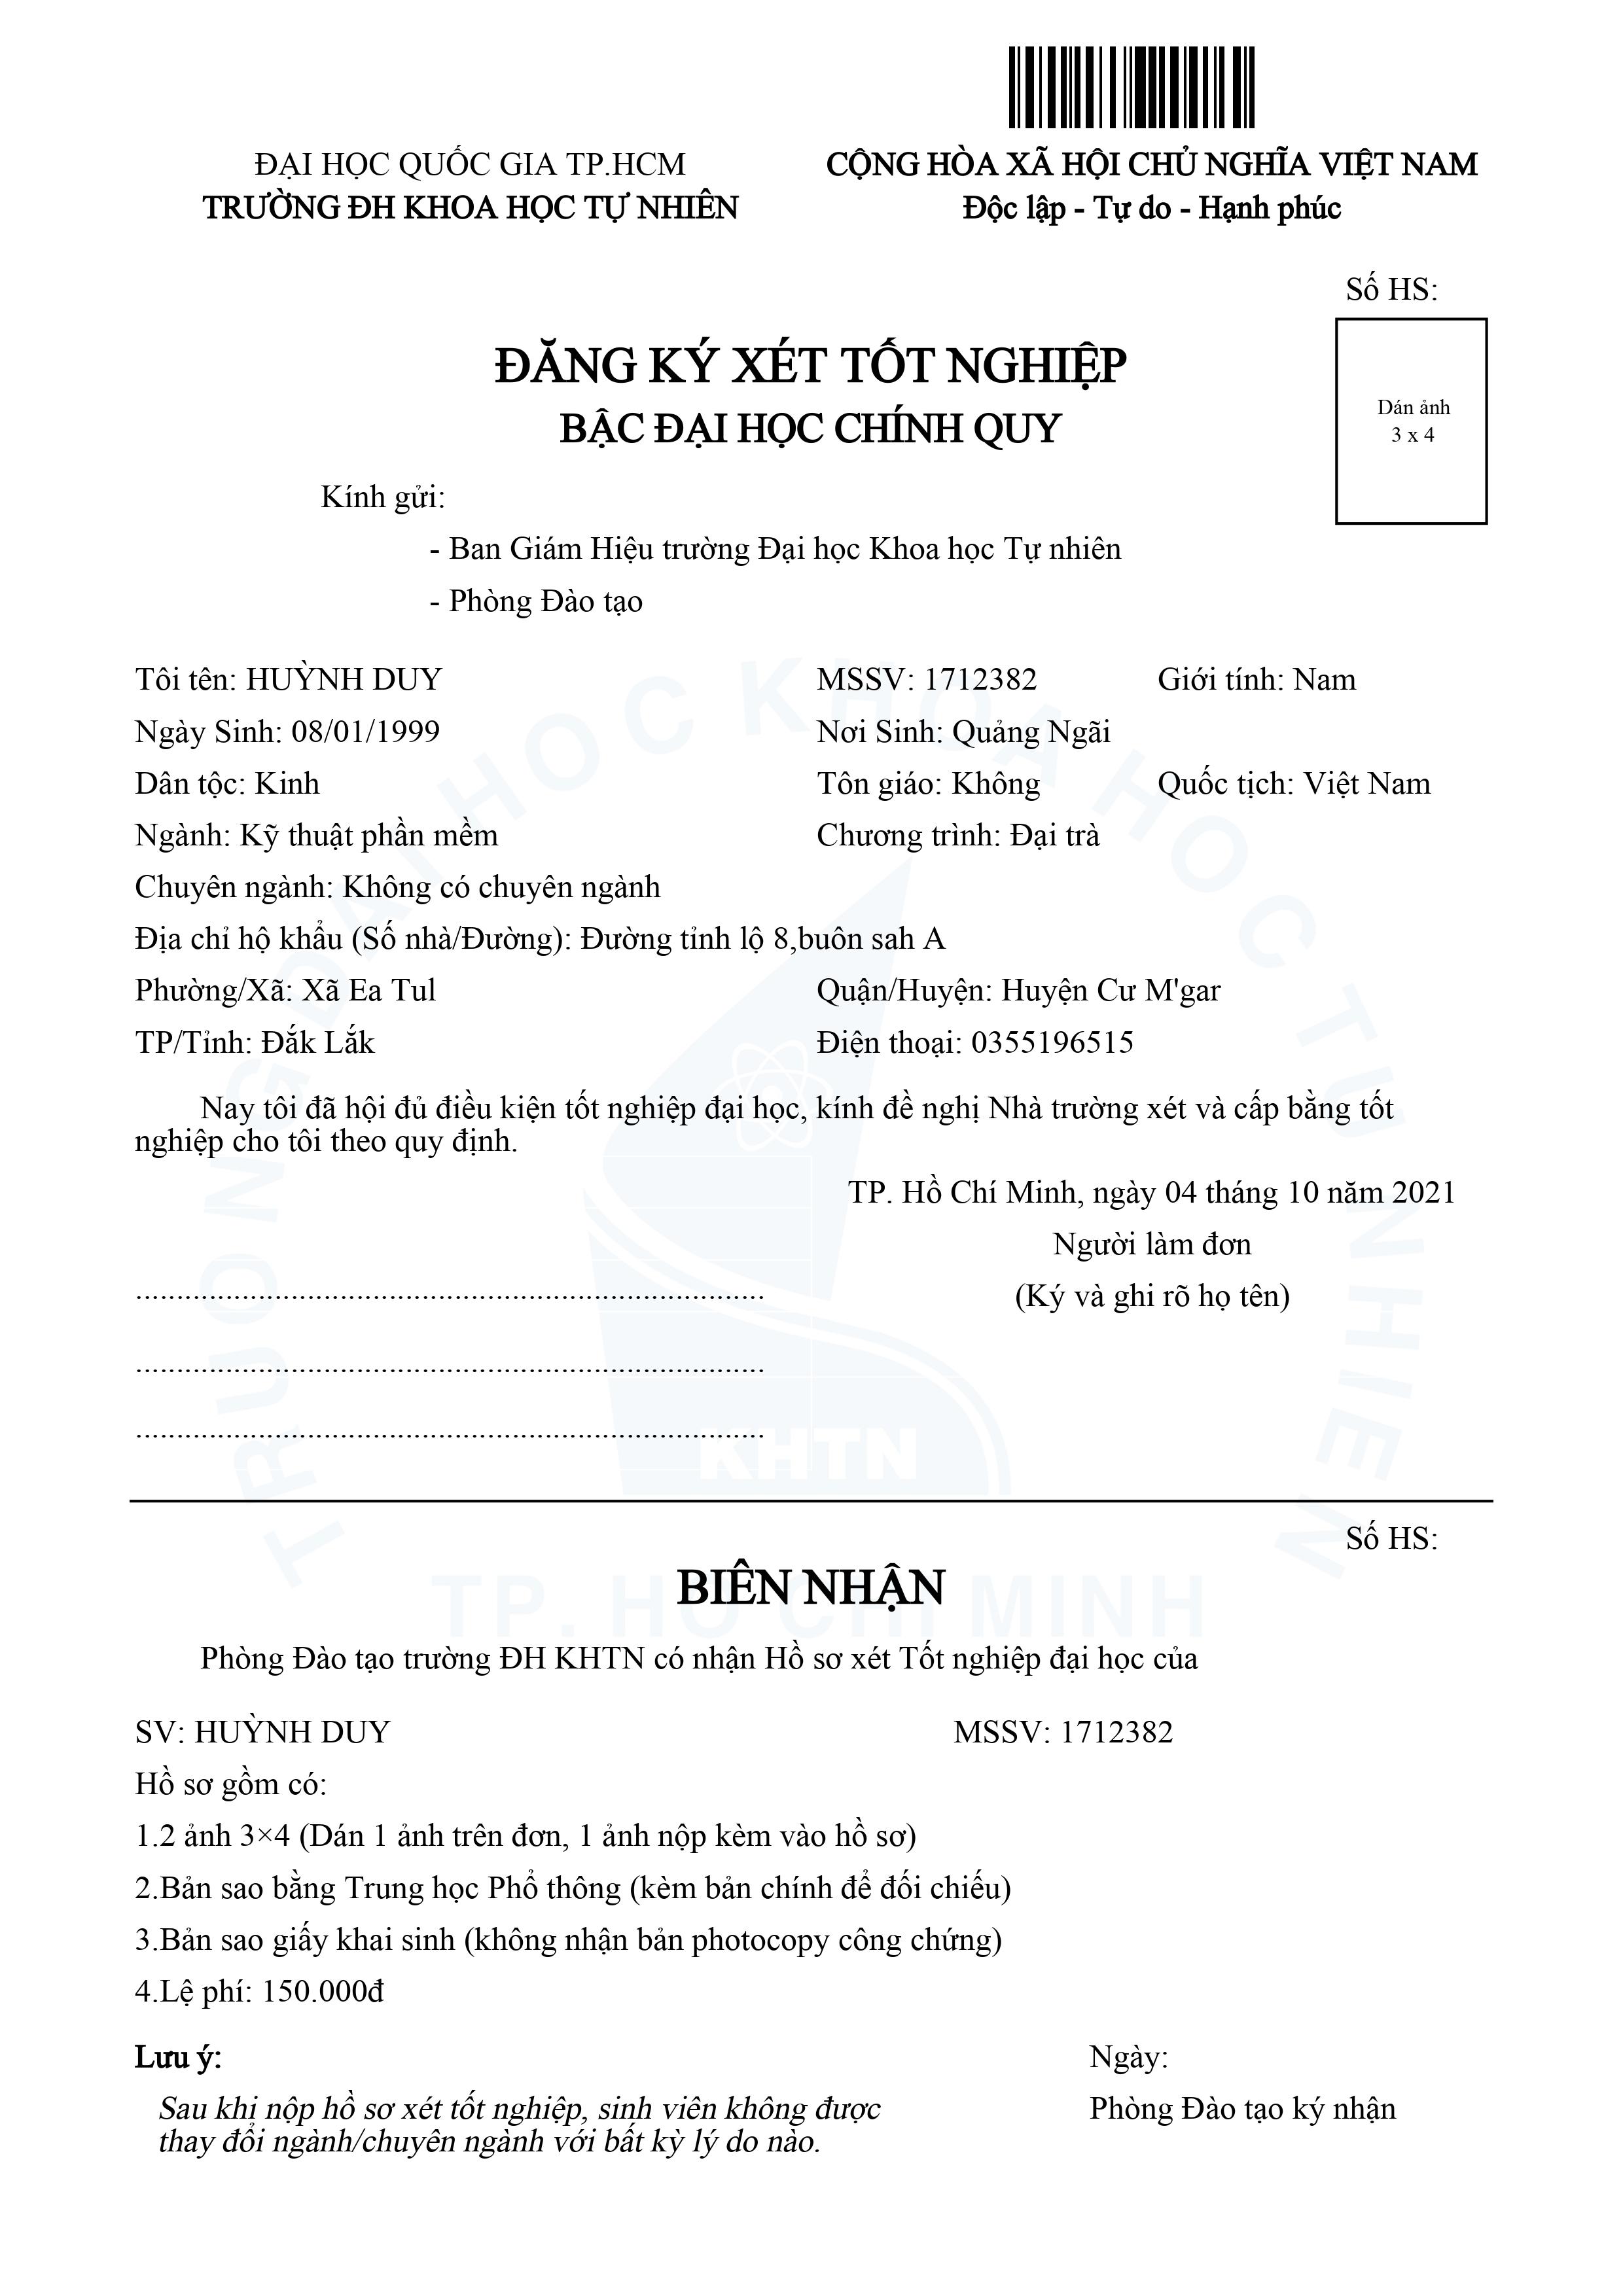 ĐẠI HỌC QUỐC GIA TP.HCM
TRƯỜNG ĐH KHOA HỌC TỰ NHIÊN
CỘNG HÒA XÃ HỘI CHỦ NGHĨA VIỆT NAM
Độc lập - Tự do - Hạnh phúc
Số HS:
Dán ảnh
3 x 4
ĐĂNG KÝ XÉT TỐT NGHIỆP
BẬC ĐẠI HỌC CHÍNH QUY
Kính gửi:
- Ban Giám Hiệu trường Đại học Khoa học Tự nhiên
- Phòng Đào tạo
Tôi tên: HUỲNH DUY MSSV: 1712382 Giới tính: Nam
Ngày Sinh: 08/01/1999 Nơi Sinh: Quảng Ngãi
Dân tộc: Kinh Tôn giáo: Không Quốc tịch: Việt Nam
Ngành: Kỹ thuật phần mềm Chương trình: Đại trà
Chuyên ngành: Không có chuyên ngành
Địa chỉ hộ khẩu (Số nhà/Đường): Đường tỉnh lộ 8,buôn sah A
Phường/Xã: Xã Ea Tul Quận/Huyện: Huyện Cư M'gar
TP/Tỉnh: Đắk Lắk Điện thoại: 0355196515
Nay tôi đã hội đủ điều kiện tốt nghiệp đại học, kính đề nghị Nhà trường xét và cấp bằng tốt
nghiệp cho tôi theo quy định.
TP. Hồ Chí Minh, ngày 04 tháng 10 năm 2021
Người làm đơn
(Ký và ghi rõ họ tên)
TRUONG DAI HOC KHOA HOC TU NHIEN
KHTN
TP. HO CHI MINH
Số HS:
BIÊN NHẬN
Phòng Đào tạo trường ĐH KHTN có nhận Hồ sơ xét Tốt nghiệp đại học của
SV: HUỲNH DUY MSSV: 1712382
Hồ sơ gồm có:
1.2 ảnh 3×4 (Dán 1 ảnh trên đơn, 1 ảnh nộp kèm vào hồ sơ)
2.Bản sao bằng Trung học Phổ thông (kèm bản chính để đối chiếu)
3.Bản sao giấy khai sinh (không nhận bản photocopy công chứng)
4.Lệ phí: 150.000đ
Lưu ý:
Sau khi nộp hồ sơ xét tốt nghiệp, sinh viên không được
thay đổi ngành/chuyên ngành với bất kỳ lý do nào.
Ngày:
Phòng Đào tạo ký nhận